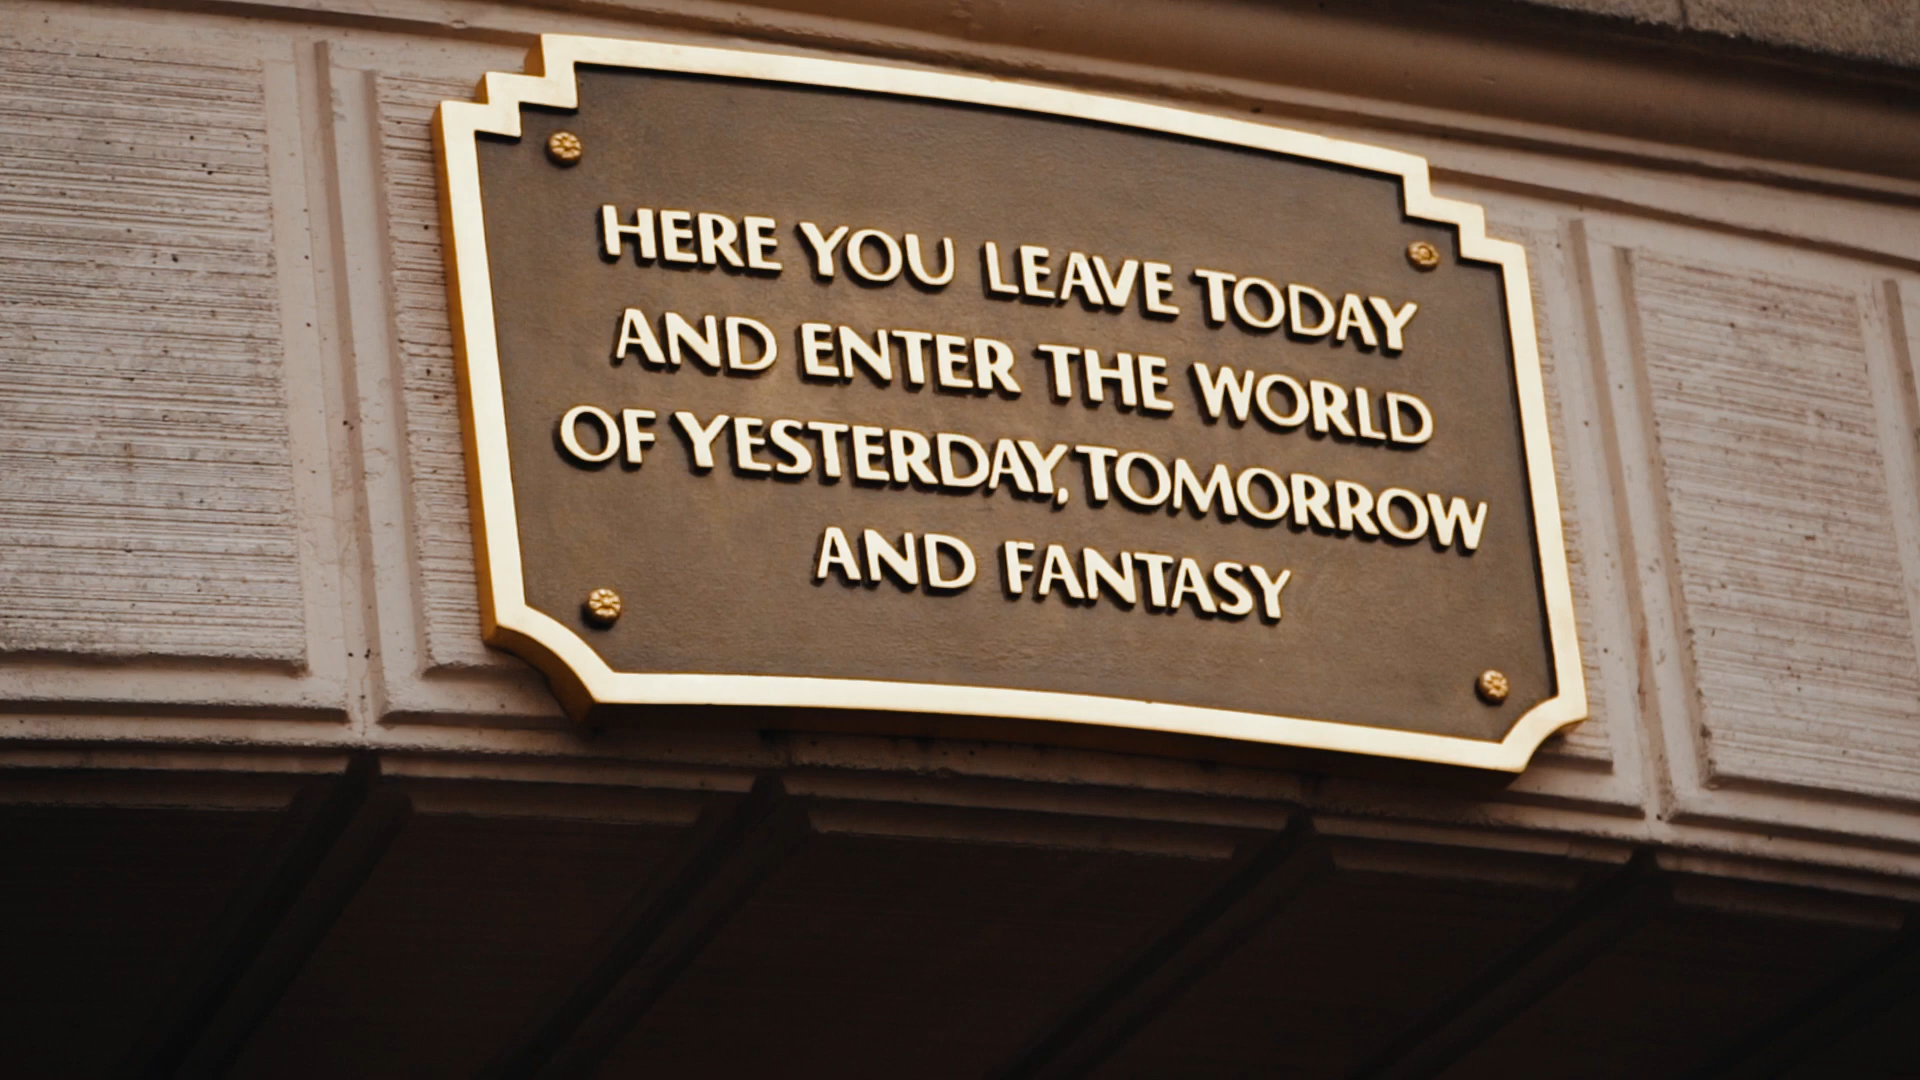 HERE YOU LEAVE TODAY
AND ENTER THE WORLD
OF YESTERDAY, TOMORROW
AND FANTASY